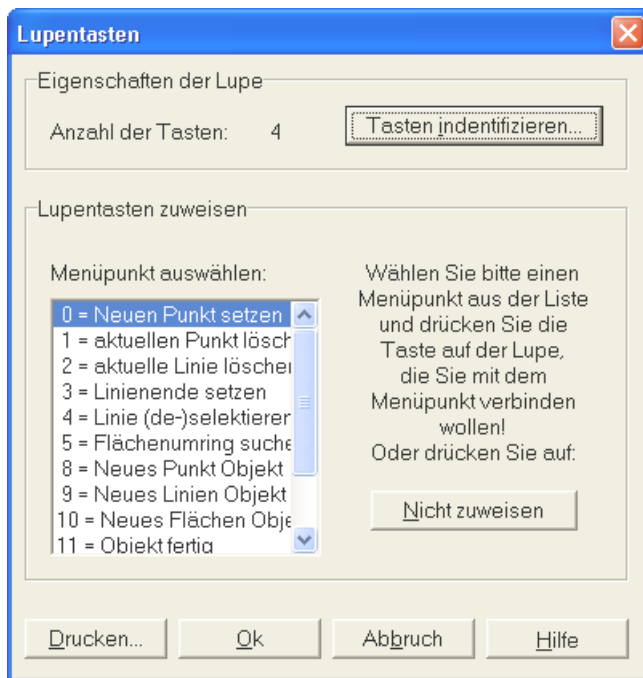 Lupentasten
Eigenschaften der Lupe
Anzahl der Tasten: 4
Tasten indentifizieren...
Lupentasten zuweisen
Menüpunkt auswählen:
0 = Neuen Punkt setzen
1 = aktuellen Punkt lösch
2 = aktuelle Linie löschen
3 = Linienende setzen
4 = Linie (de-)selektieren
5 = Flächenumring suche
8 = Neues Punkt Objekt
9 = Neues Linien Objekt
10 = Neues Flächen Obje
11 = Objekt fertig
Wählen Sie bitte einen
Menüpunkt aus der Liste
und drücken Sie die
Taste auf der Lupe,
die Sie mit dem
Menüpunkt verbinden
wollen!
Oder drücken Sie auf:
Nicht zuweisen
Drucken...
Ok
Abbruch
Hilfe